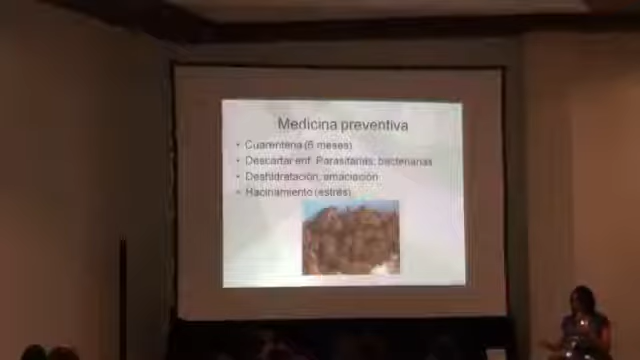 Medicina preventiva
• Cuarentena (6 meses)
• Descartar enf. Parasitarias, bacterianas
• Deshidratación, emaciación
• Hacinamiento (estrés)